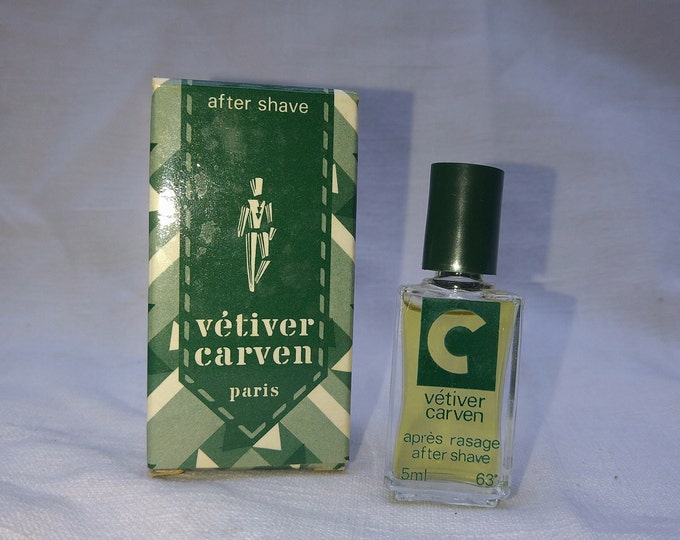 after shave
vétiver
carven
paris
C
vétiver
carven
après rasage
after shave
5ml 63°